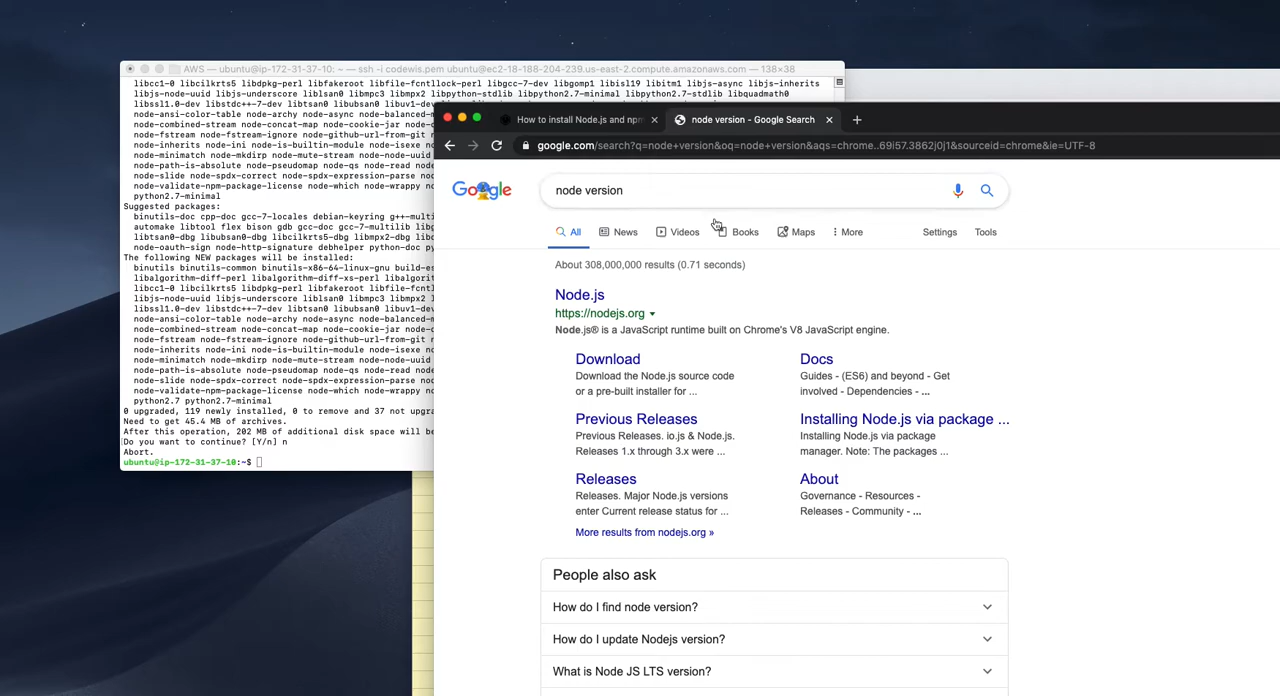 AWS — ubuntu@ip-172-31-37-10: ~ — ssh -i codewis.pem ubuntu@ec2-18-188-204-239.us-east-2.compute.amazonaws.com — 138×38
libcc1-0 libcilkrts5 libdpkg-perl libfakeroot libfile-fcntllock-perl libgcc-7-dev libgomp1 libisl19 libitm1 libjs-async libjs-inherits
libjs-node-uuid libjs-underscore liblsan0 libmpc3 libmpx2 libpython-stdlib libpython2.7-minimal libpython2.7-stdlib libquadmath0
libssl1.0-dev libstdc++-7-dev libtsan0 libubsan0 libuv1-dev
node-ansi-color-table node-archy node-async node-balanced-m
node-combined-stream node-concat-map node-cookie-jar node-c
node-fstream node-fstream-ignore node-github-url-from-git n
node-inherits node-ini node-is-builtin-module node-isexe no
node-minimatch node-mkdirp node-mute-stream node-node-uuid
node-path-is-absolute node-pseudomap node-qs node-read node
node-slide node-spdx-correct node-spdx-expression-parse nod
node-validate-npm-package-license node-which node-wrappy no
python2.7-minimal
Suggested packages:
binutils-doc cpp-doc gcc-7-locales debian-keyring g++-multi
automake libtool flex bison gdb gcc-doc gcc-7-multilib libg
libtsan0-dbg libubsan0-dbg libcilkrts5-dbg libmpx2-dbg libq
node-oauth-sign node-http-signature debhelper python-doc py
The following NEW packages will be installed:
binutils binutils-common binutils-x86-64-linux-gnu build-es
libalgorithm-diff-perl libalgorithm-diff-xs-perl libalgorit
libcc1-0 libcilkrts5 libdpkg-perl libfakeroot libfile-fcntl
libjs-node-uuid libjs-underscore liblsan0 libmpc3 libmpx2 l
libssl1.0-dev libstdc++-7-dev libtsan0 libubsan0 libuv1-dev
node-ansi-color-table node-archy node-async node-balanced-m
node-combined-stream node-concat-map node-cookie-jar node-c
node-fstream node-fstream-ignore node-github-url-from-git n
node-inherits node-ini node-is-builtin-module node-isexe no
node-minimatch node-mkdirp node-mute-stream node-node-uuid
node-path-is-absolute node-pseudomap node-qs node-read node
node-slide node-spdx-correct node-spdx-expression-parse nod
node-validate-npm-package-license node-which node-wrappy no
python2.7 python2.7-minimal
0 upgraded, 119 newly installed, 0 to remove and 37 not upgra
Need to get 45.4 MB of archives.
After this operation, 202 MB of additional disk space will be
Do you want to continue? [Y/n] n
Abort.
ubuntu@ip-172-31-37-10:~$
How to install Node.js and npm
node version - Google Search
google.com/search?q=node+version&oq=node+version&aqs=chrome..69i57.3862j0j1&sourceid=chrome&ie=UTF-8
Google
node version
All News Videos Books Maps More Settings Tools
About 308,000,000 results (0.71 seconds)
Node.js
https://nodejs.org
Node.js® is a JavaScript runtime built on Chrome's V8 JavaScript engine.
Download
Download the Node.js source code
or a pre-built installer for ...
Docs
Guides - (ES6) and beyond - Get
involved - Dependencies - ...
Previous Releases
Previous Releases. io.js & Node.js.
Releases 1.x through 3.x were ...
Installing Node.js via package ...
Installing Node.js via package
manager. Note: The packages ...
Releases
Releases. Major Node.js versions
enter Current release status for ...
About
Governance - Resources -
Releases - Community - ...
More results from nodejs.org »
People also ask
How do I find node version?
How do I update Nodejs version?
What is Node JS LTS version?